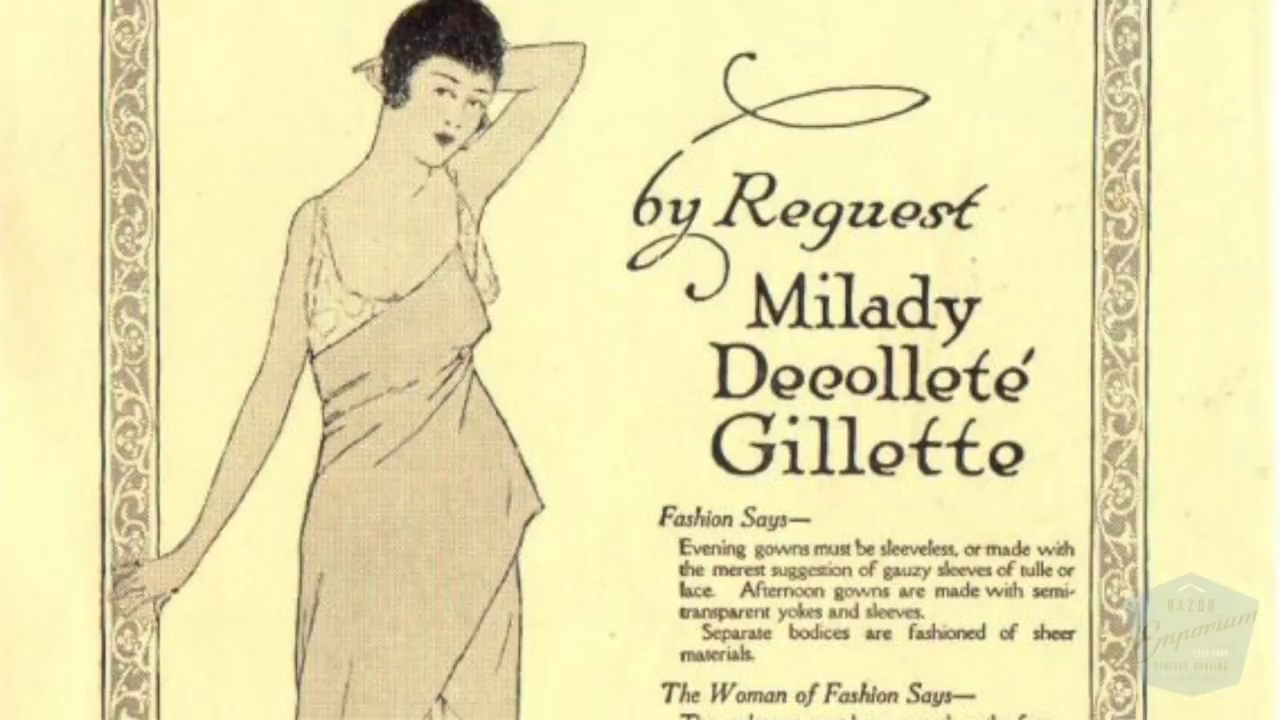 by Request
Milady
Decolleté
Gillette
Fashion Says—
Evening gowns must be sleeveless, or made with
the merest suggestion of gauzy sleeves of tulle or
lace. Afternoon gowns are made with semi-
transparent yokes and sleeves.
Separate bodices are fashioned of sheer
materials.
The Woman of Fashion Says—
RAZOR
Emporium